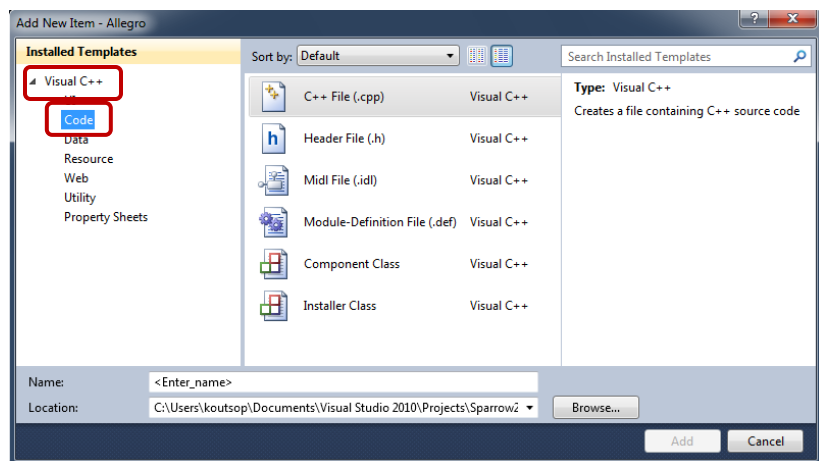 Add New Item - Allegro
Installed Templates
Sort by: Default
Search Installed Templates
Visual C++
Code
Data
Resource
Web
Utility
Property Sheets
C++ File (.cpp) Visual C++
Header File (.h) Visual C++
Midl File (.idl) Visual C++
Module-Definition File (.def) Visual C++
Component Class Visual C++
Installer Class Visual C++
Type: Visual C++
Creates a file containing C++ source code
Name: <Enter_name>
Location: C:\Users\koutsop\Documents\Visual Studio 2010\Projects\Sparrow2
Browse...
Add Cancel